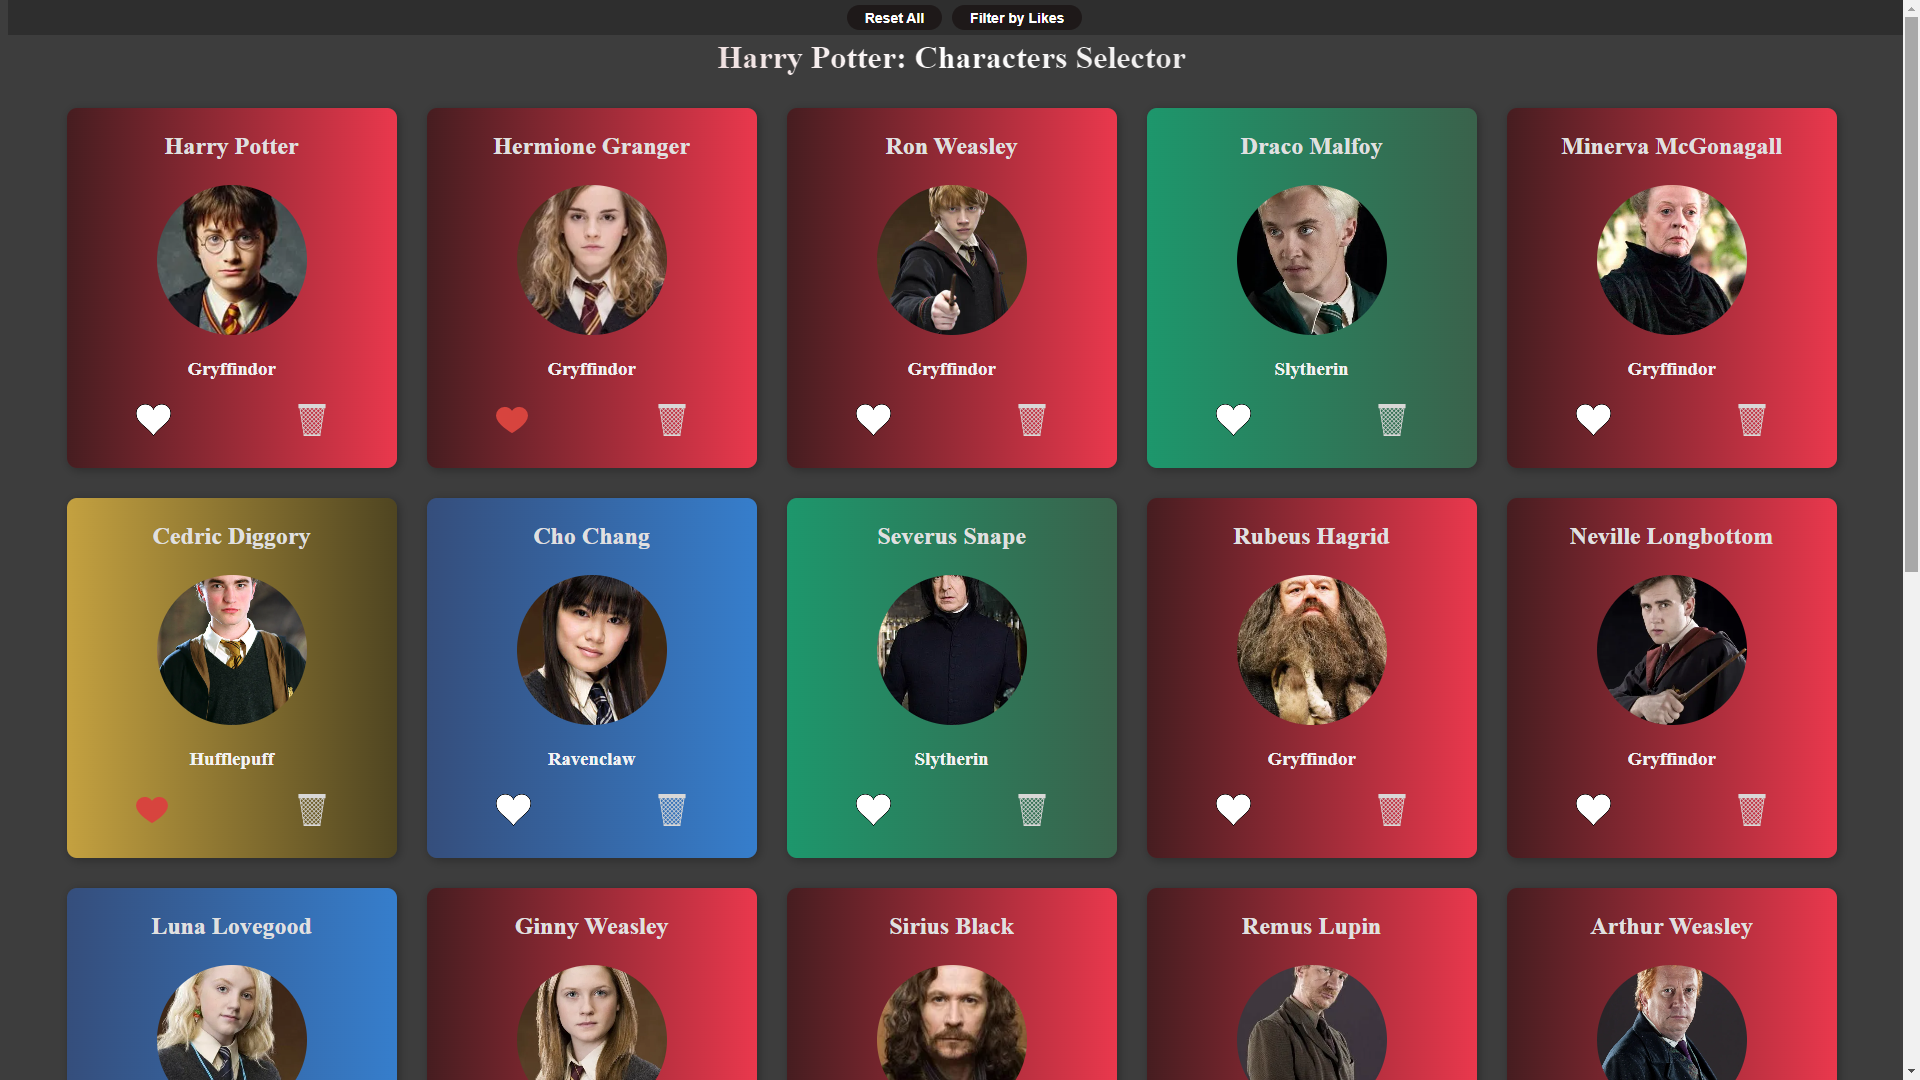 Reset All
Filter by Likes
Harry Potter: Characters Selector
Harry Potter
Gryffindor
Hermione Granger
Gryffindor
Ron Weasley
Gryffindor
Draco Malfoy
Slytherin
Minerva McGonagall
Gryffindor
Cedric Diggory
Hufflepuff
Cho Chang
Ravenclaw
Severus Snape
Slytherin
Rubeus Hagrid
Gryffindor
Neville Longbottom
Gryffindor
Luna Lovegood
Ginny Weasley
Sirius Black
Remus Lupin
Arthur Weasley